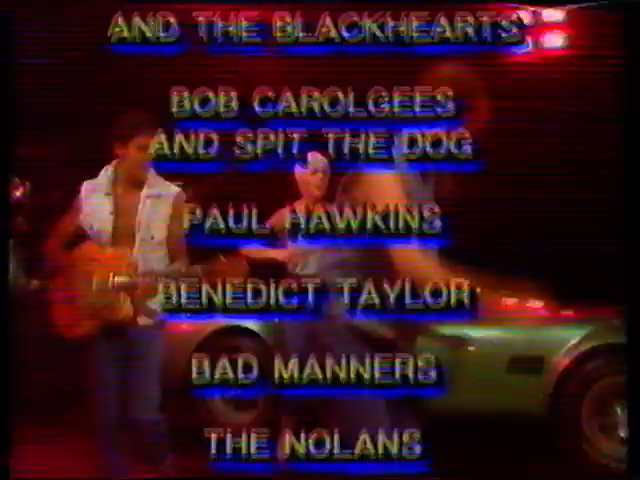 AND THE BLACKHEARTS
BOB CAROLGEES
AND SPIT THE DOG
PAUL HAWKINS
BENEDICT TAYLOR
BAD MANNERS
THE NOLANS